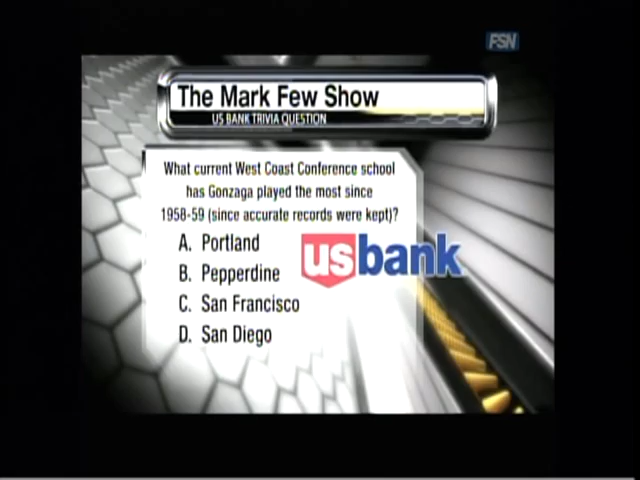 FSN
The Mark Few Show
US BANK TRIVIA QUESTION
What current West Coast Conference school
has Gonzaga played the most since
1958-59 (since accurate records were kept)?
A. Portland
B. Pepperdine
C. San Francisco
D. San Diego
usbank